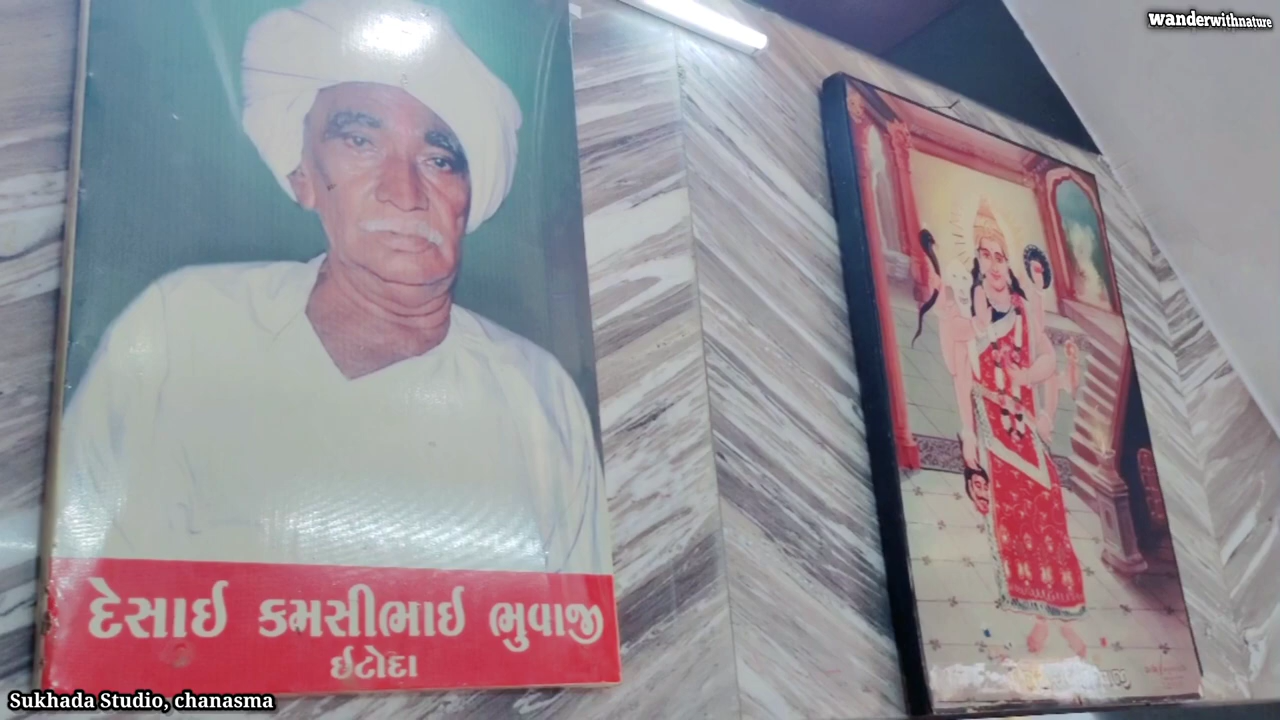 wanderwithnature
દેસાઈ કમસીભાઈ ભુવાજી
ઈટોદા
Sukhada Studio, chanasma